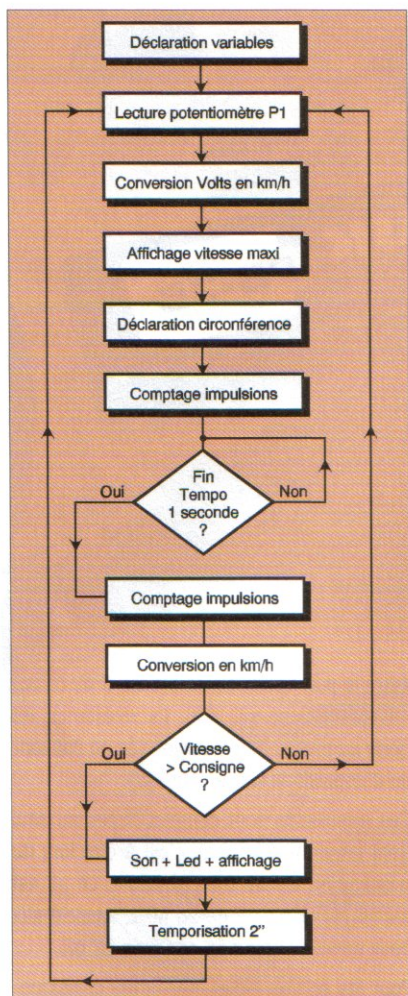 Déclaration variables
Lecture potentiomètre P1
Conversion Volts en km/h
Affichage vitesse maxi
Déclaration circonférence
Comptage impulsions
Oui
Fin
Tempo
1 seconde
?
Non
Comptage impulsions
Conversion en km/h
Oui
Vitesse
> Consigne
?
Non
Son + Led + affichage
Temporisation 2"